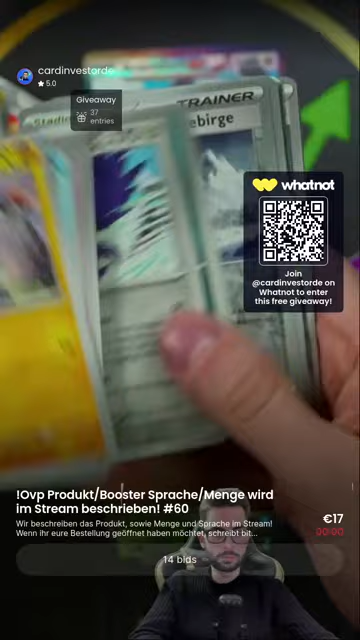 cardinvestorde
★ 5.0
Giveaway
37
entries
TRAINER
Stadion
ebirge
whatnot
Join
@cardinvestorde on
Whatnot to enter
this free giveaway!
!Ovp Produkt/Booster Sprache/Menge wird
im Stream beschrieben! #60
Wir beschreiben das Produkt, sowie Menge und Sprache im Stream!
Wenn ihr eure Bestellung geöffnet haben möchtet, schreibt bit...
€17
00:00
14 bids